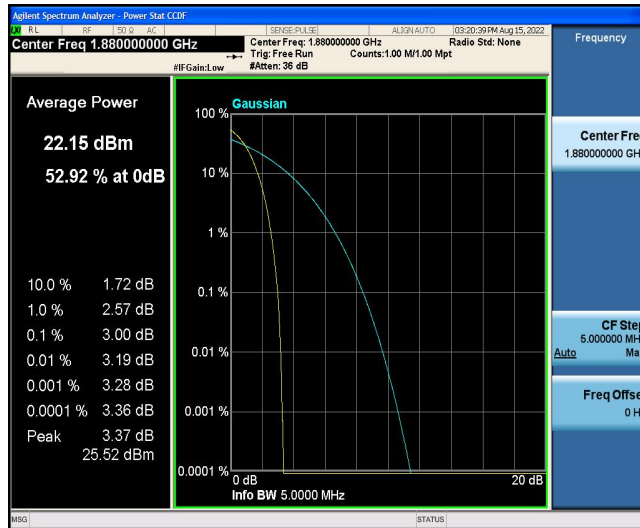 Agilent Spectrum Analyzer - Power Stat CCDF
LXI RL RF 50 Ω AC SENSE:PULSE ALIGN AUTO 03:20:39 PM Aug 15, 2022
Center Freq 1.880000000 GHz
Center Freq: 1.880000000 GHz Radio Std: None
Trig: Free Run Counts:1.00 M/1.00 Mpt
#IFGain:Low #Atten: 36 dB
Frequency
Average Power
22.15 dBm
52.92 % at 0dB
10.0 % 1.72 dB
1.0 % 2.57 dB
0.1 % 3.00 dB
0.01 % 3.19 dB
0.001 % 3.28 dB
0.0001 % 3.36 dB
Peak 3.37 dB
25.52 dBm
Gaussian
100 %
10 %
1 %
0.1 %
0.01 %
0.001 %
0.0001 %
0 dB 20 dB
Info BW 5.0000 MHz
Center Fre
1.880000000 GH
CF Step
5.000000 MH
Auto Ma
Freq Offse
0 H
MSG STATUS